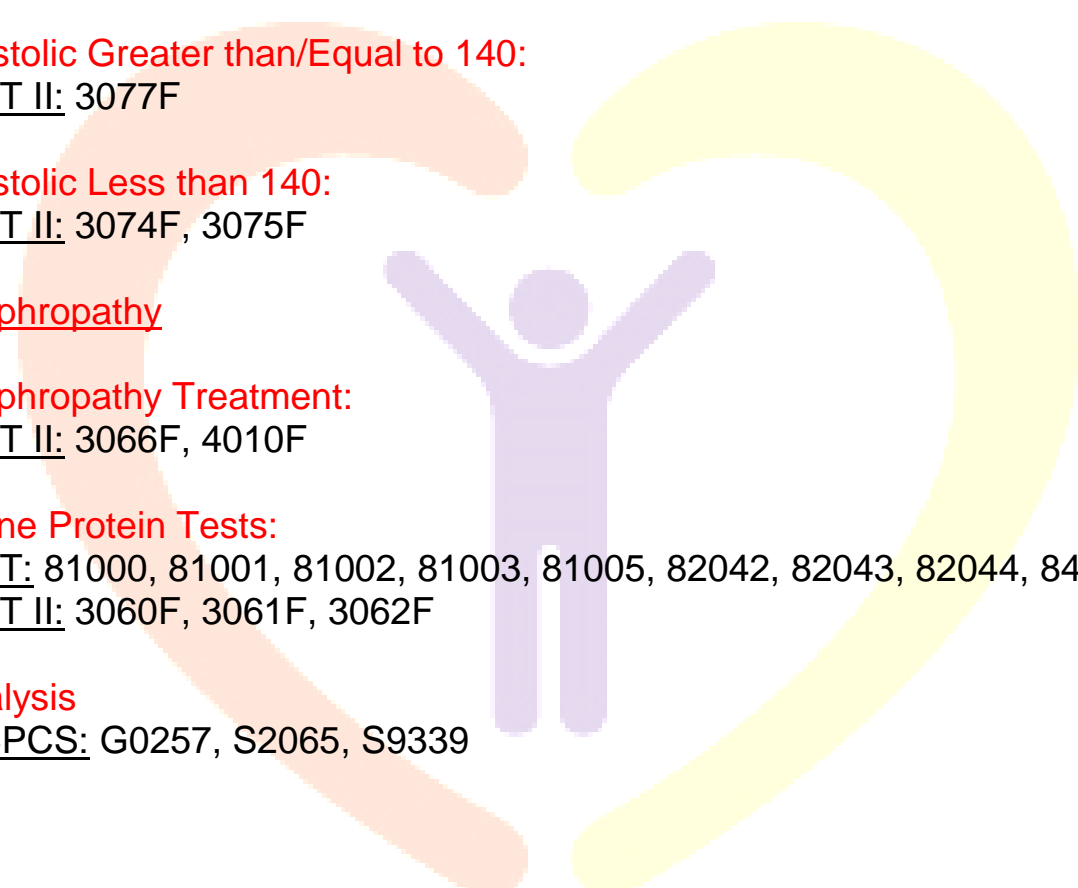 stolic Greater than/Equal to 140:
T II: 3077F
stolic Less than 140:
T II: 3074F, 3075F
phropathy
phropathy Treatment:
T II: 3066F, 4010F
ne Protein Tests:
T: 81000, 81001, 81002, 81003, 81005, 82042, 82043, 82044, 84
T II: 3060F, 3061F, 3062F
alysis
PCS: G0257, S2065, S9339